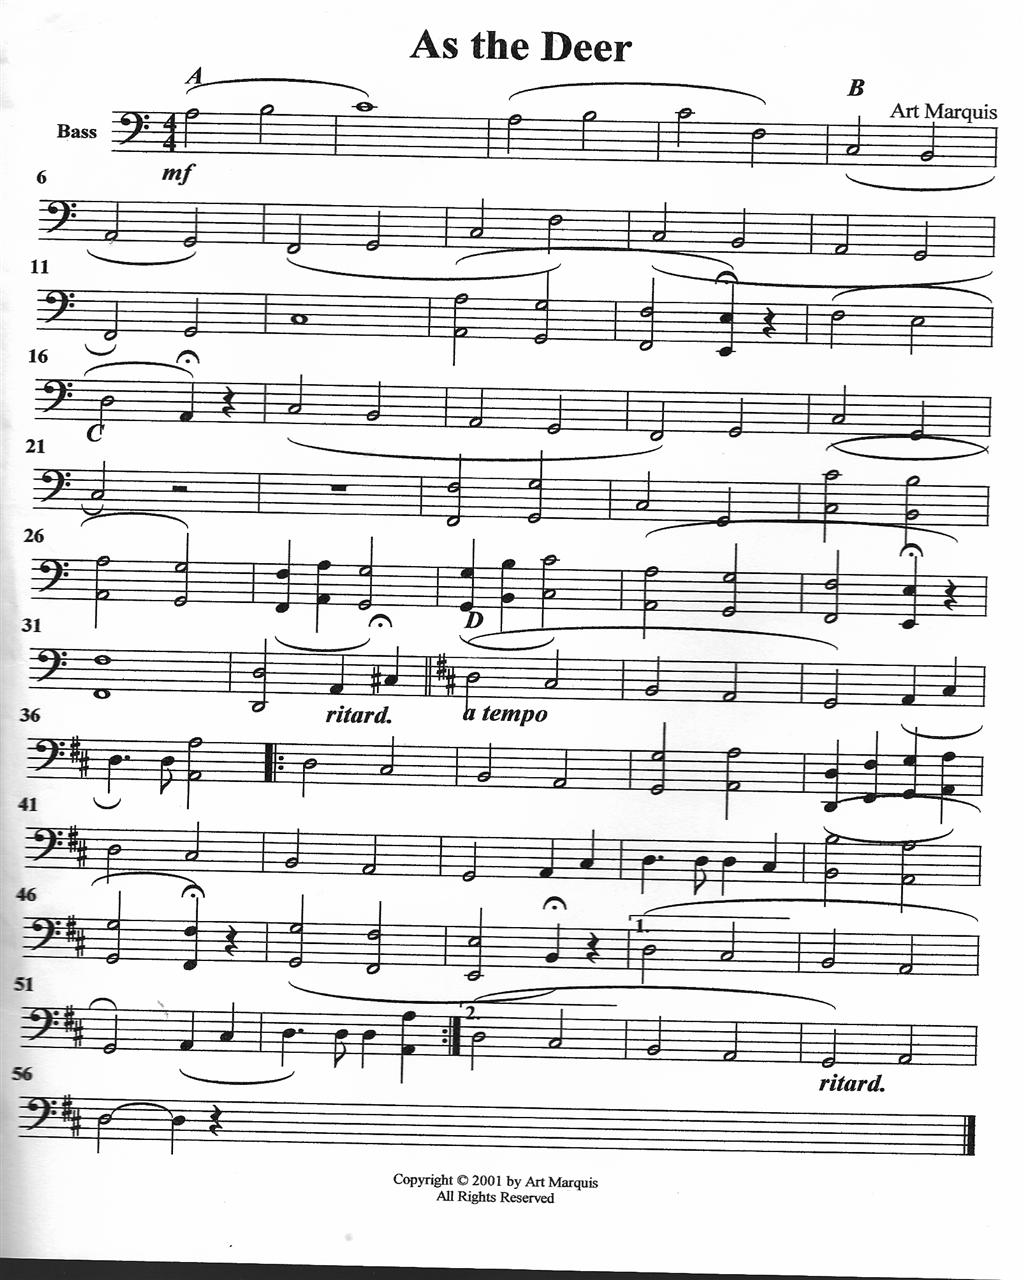 As the Deer
A
B
Art Marquis
Bass
4
4
mf
6
11
16
C
21
26
D
31
ritard.
a tempo
36
41
46
1.
51
2.
ritard.
56
Copyright © 2001 by Art Marquis
All Rights Reserved